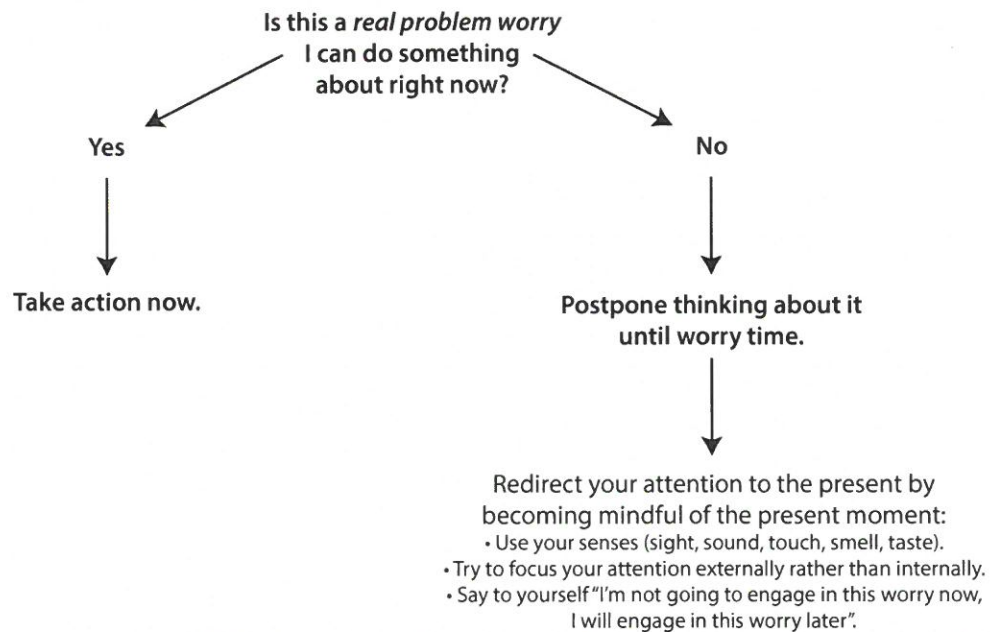 Is this a real problem worry
I can do something
about right now?
Yes
No
Take action now.
Postpone thinking about it
until worry time.
Redirect your attention to the present by
becoming mindful of the present moment:
• Use your senses (sight, sound, touch, smell, taste).
• Try to focus your attention externally rather than internally.
• Say to yourself “I’m not going to engage in this worry now,
I will engage in this worry later”.